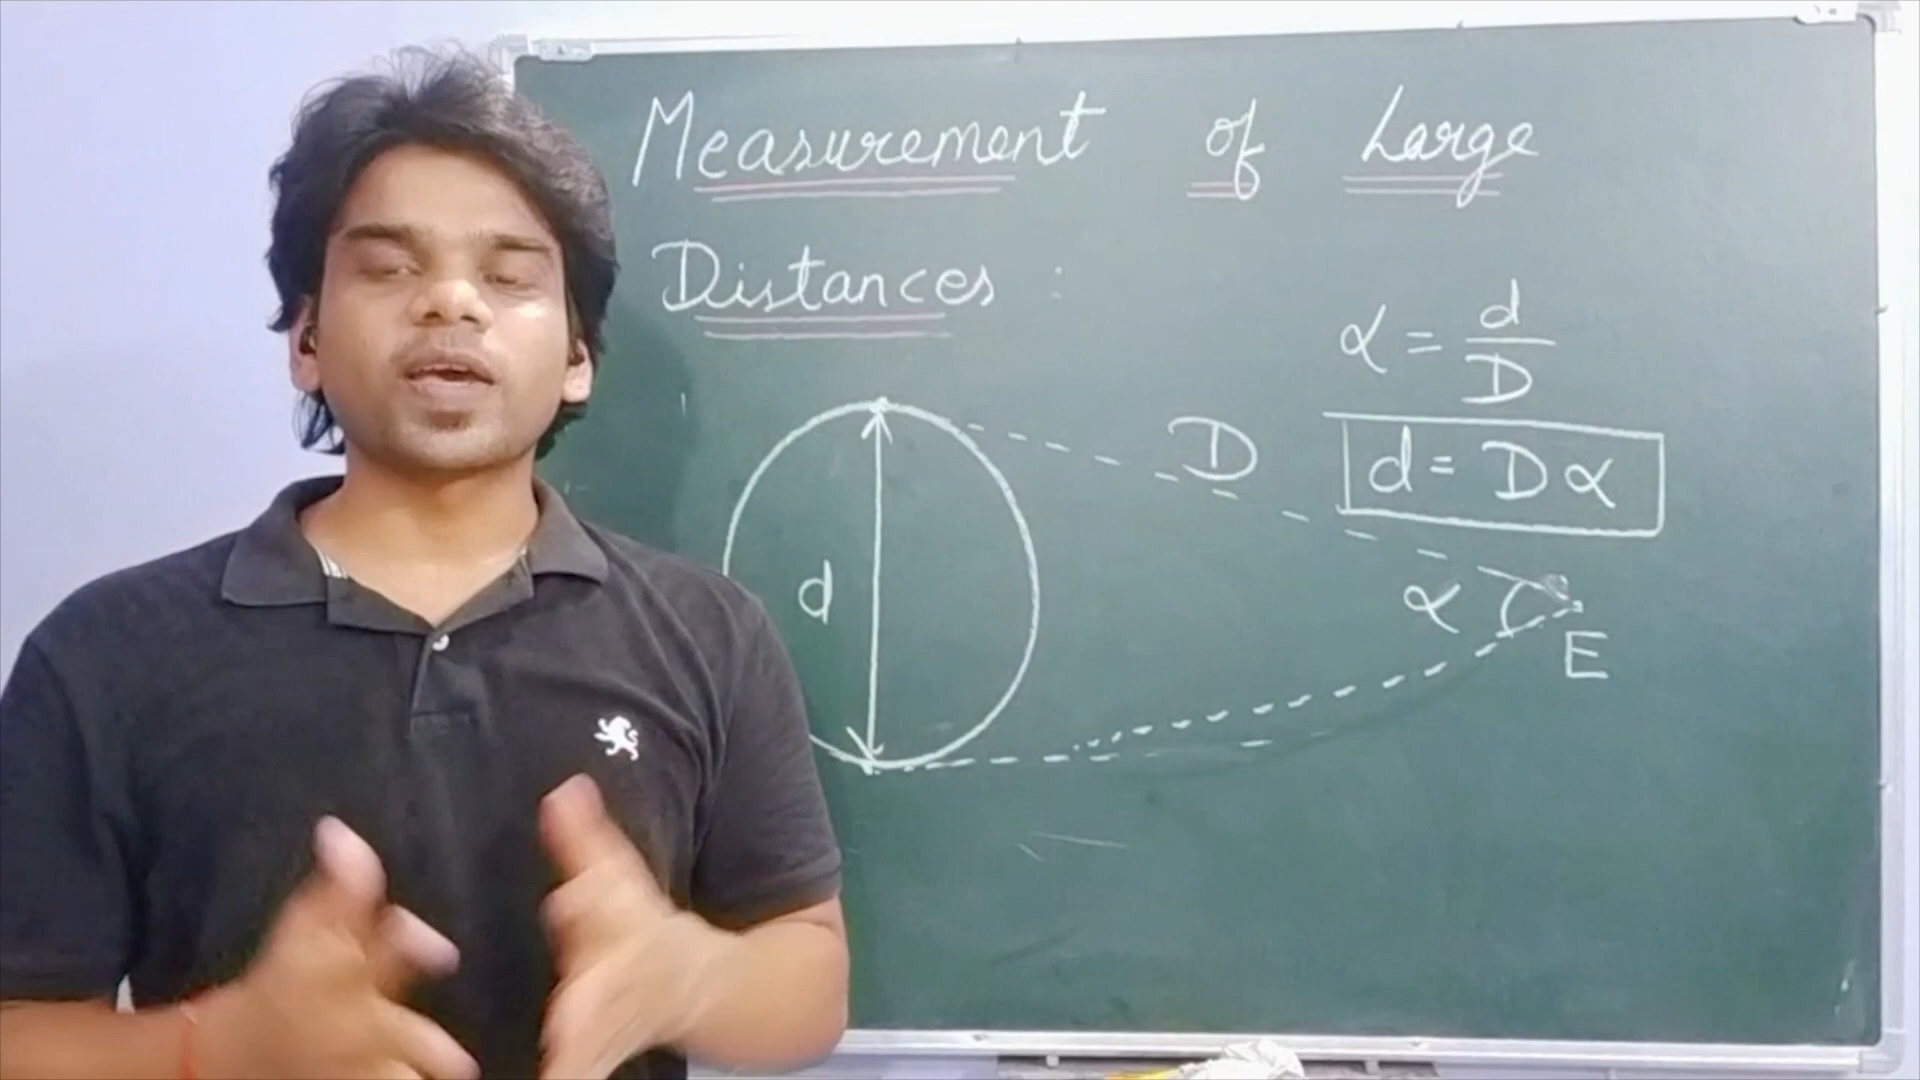 Measurement of Large
Distances :
α = d/D
d = Dα
D
d
α
E